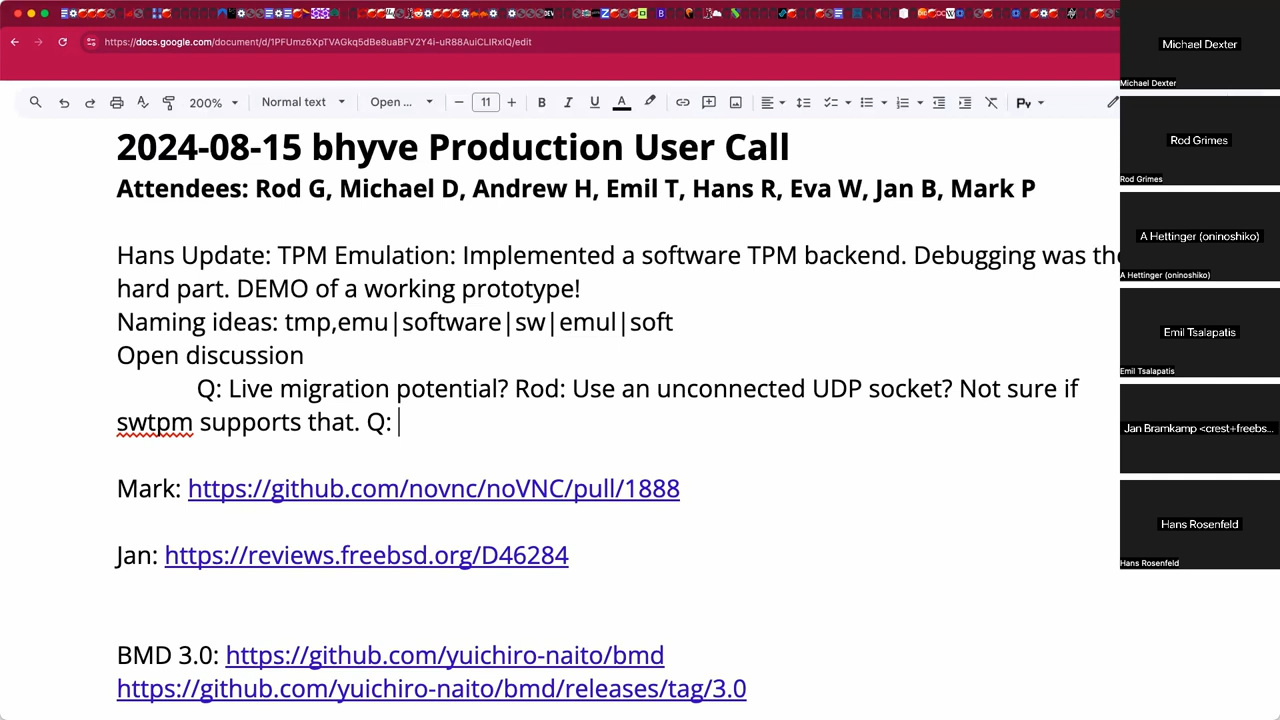 https://docs.google.com/document/d/1PFUmz6XpTVAGkq5dBe8uaBFV2Y4i-uR88AuiCLIRxIQ/edit
200% Normal text Open ... 11 B I U A
2024-08-15 bhyve Production User Call
Attendees: Rod G, Michael D, Andrew H, Emil T, Hans R, Eva W, Jan B, Mark P
Hans Update: TPM Emulation: Implemented a software TPM backend. Debugging was the
hard part. DEMO of a working prototype!
Naming ideas: tmp,emu|software|sw|emul|soft
Open discussion
Q: Live migration potential? Rod: Use an unconnected UDP socket? Not sure if
swtpm supports that. Q:
Mark: https://github.com/novnc/noVNC/pull/1888
Jan: https://reviews.freebsd.org/D46284
BMD 3.0: https://github.com/yuichiro-naito/bmd
https://github.com/yuichiro-naito/bmd/releases/tag/3.0
Michael Dexter
Michael Dexter
Rod Grimes
Rod Grimes
A Hettinger (oninoshiko)
A Hettinger (oninoshiko)
Emil Tsalapatis
Emil Tsalapatis
Jan Bramkamp <crest+freebs...
Hans Rosenfeld
Hans Rosenfeld